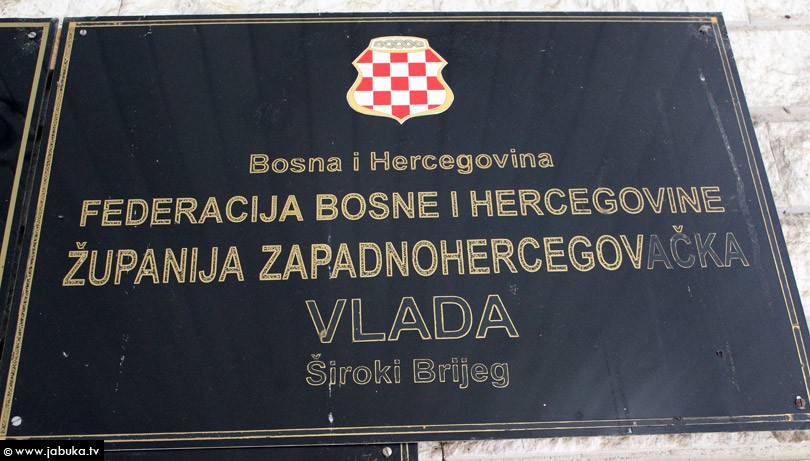 Bosna i Hercegovina
FEDERACIJA BOSNE I HERCEGOVINE
ŽUPANIJA ZAPADNOHERCEGOVAČKA
VLADA
Široki Brijeg
© www.jabuka.tv